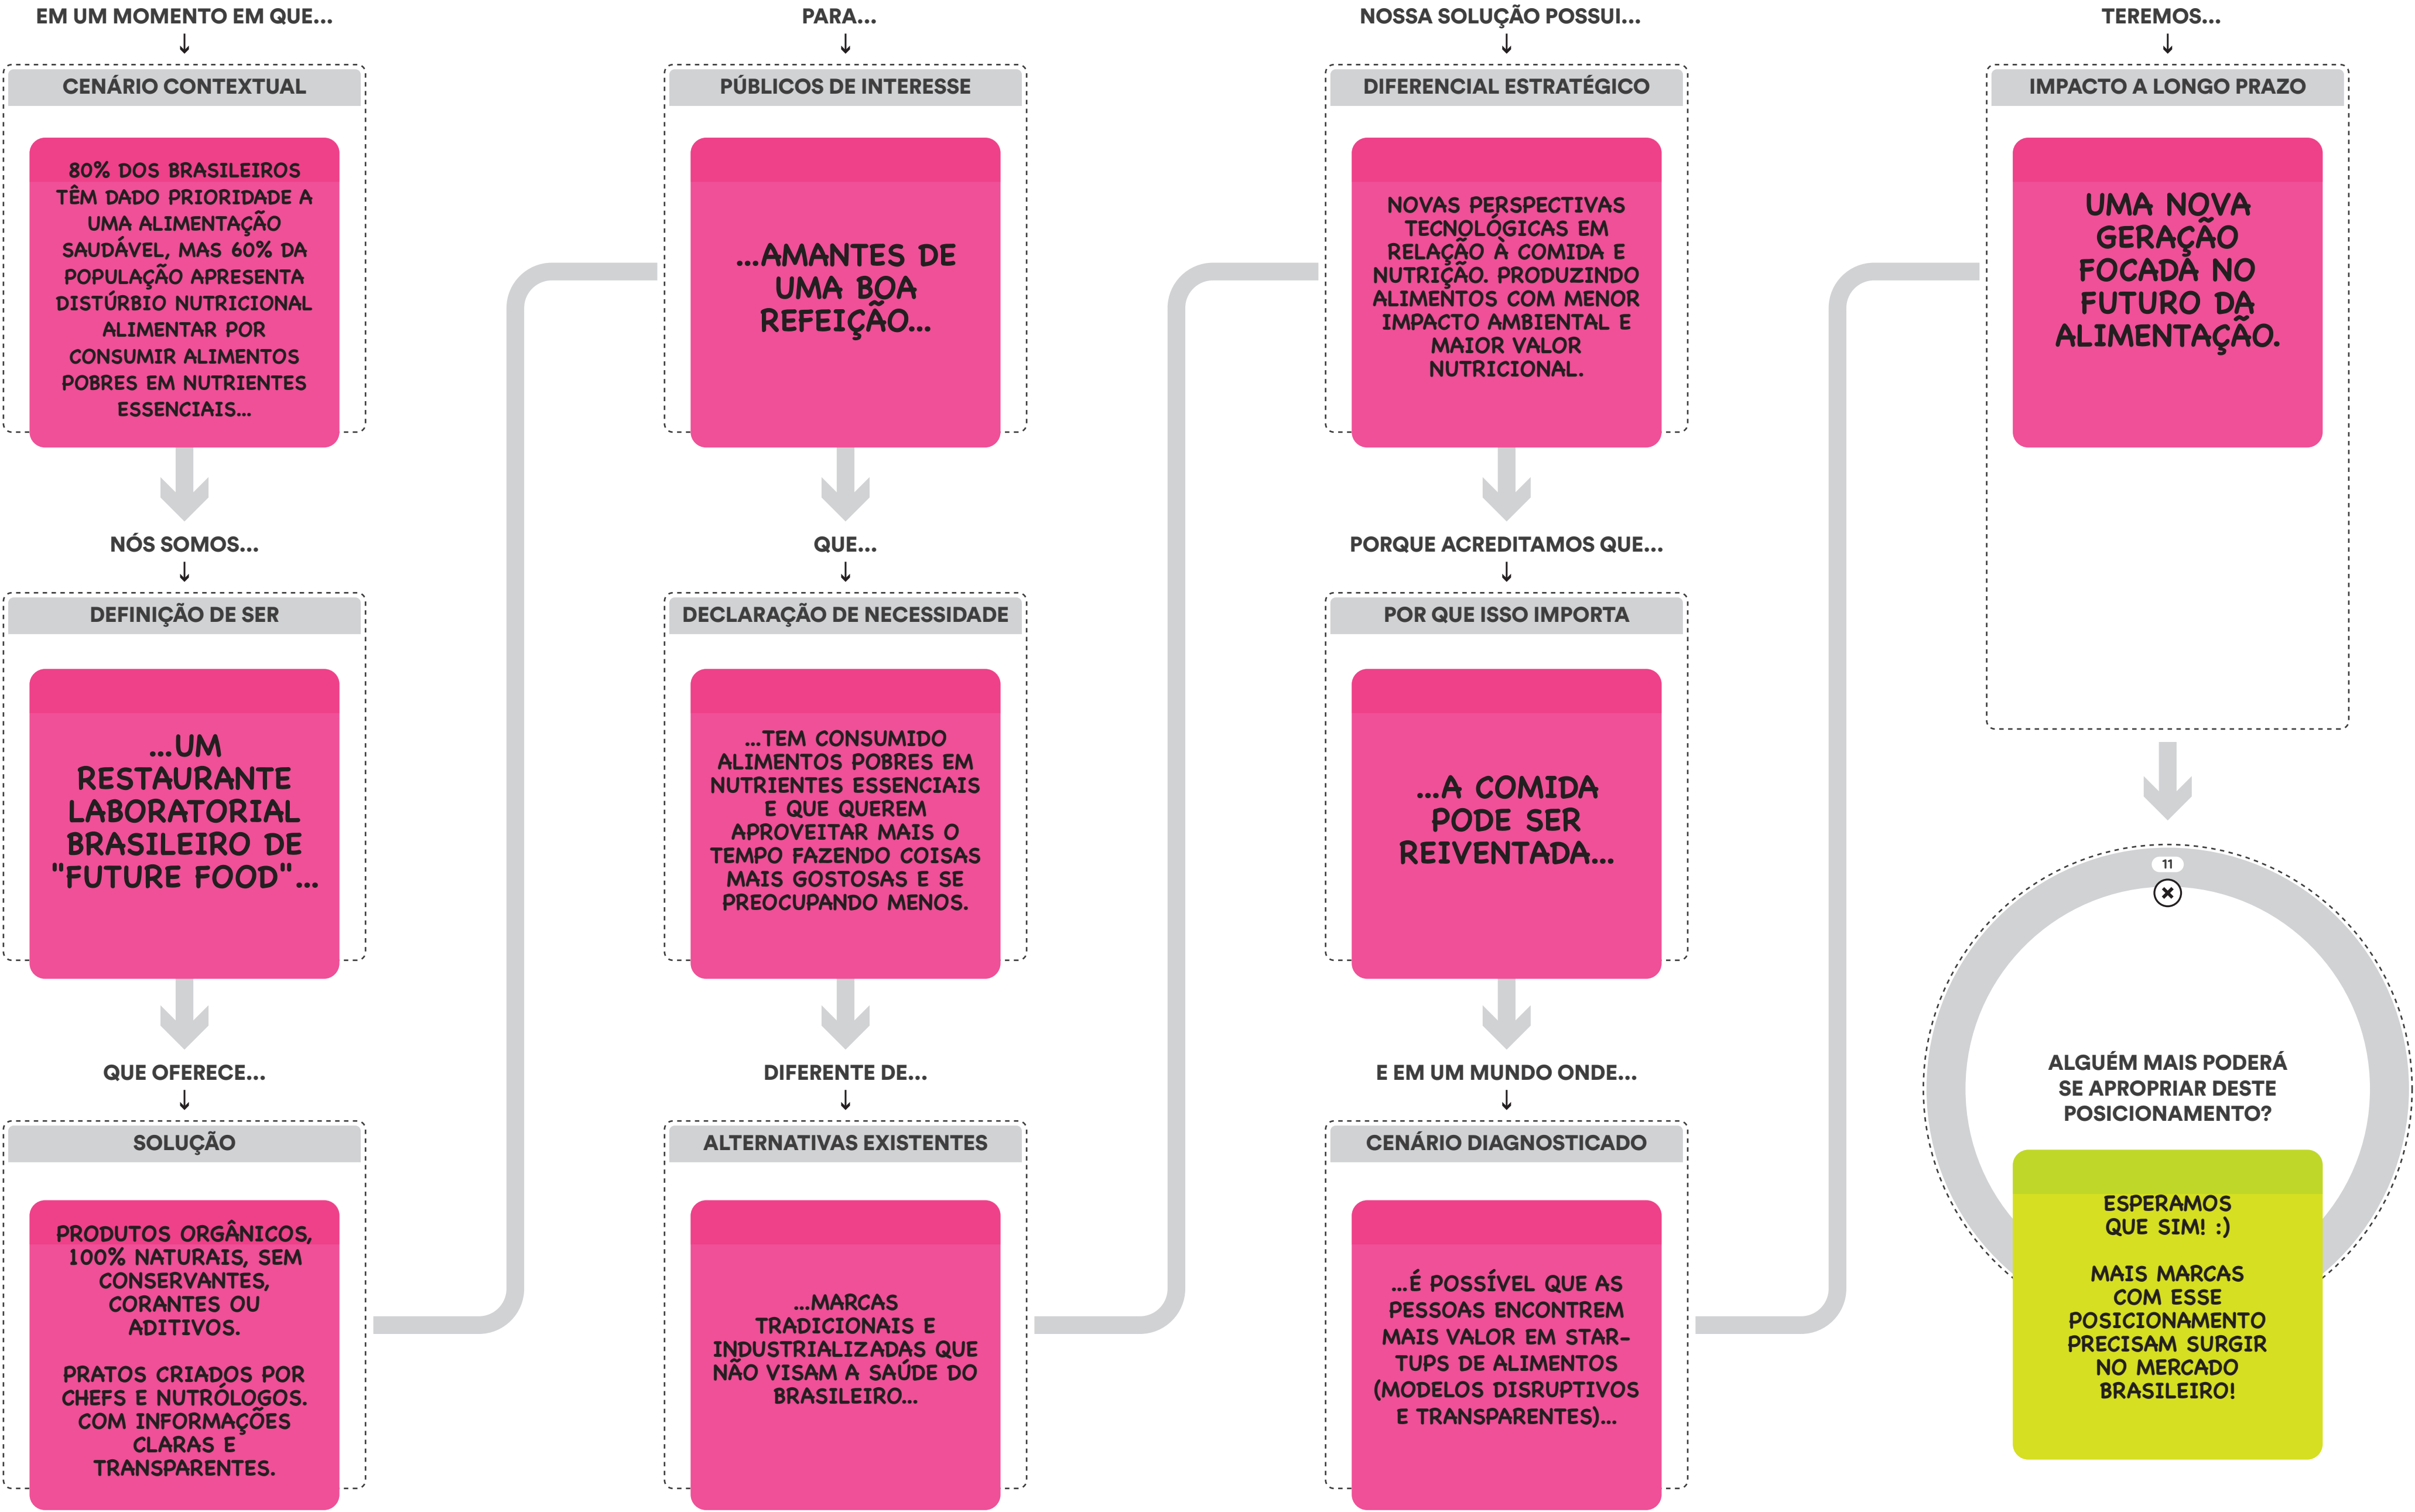 EM UM MOMENTO EM QUE...
CENÁRIO CONTEXTUAL
80% DOS BRASILEIROS
TÊM DADO PRIORIDADE A
UMA ALIMENTAÇÃO
SAUDÁVEL, MAS 60% DA
POPULAÇÃO APRESENTA
DISTÚRBIO NUTRICIONAL
ALIMENTAR POR
CONSUMIR ALIMENTOS
POBRES EM NUTRIENTES
ESSENCIAIS...
NÓS SOMOS...
DEFINIÇÃO DE SER
...UM
RESTAURANTE
LABORATORIAL
BRASILEIRO DE
"FUTURE FOOD"...
QUE OFERECE...
SOLUÇÃO
PRODUTOS ORGÂNICOS,
100% NATURAIS, SEM
CONSERVANTES,
CORANTES OU
ADITIVOS.
PRATOS CRIADOS POR
CHEFS E NUTRÓLOGOS.
COM INFORMAÇÕES
CLARAS E
TRANSPARENTES.
PARA...
PÚBLICOS DE INTERESSE
...AMANTES DE
UMA BOA
REFEIÇÃO...
QUE...
DECLARAÇÃO DE NECESSIDADE
...TEM CONSUMIDO
ALIMENTOS POBRES EM
NUTRIENTES ESSENCIAIS
E QUE QUEREM
APROVEITAR MAIS O
TEMPO FAZENDO COISAS
MAIS GOSTOSAS E SE
PREOCUPANDO MENOS.
DIFERENTE DE...
ALTERNATIVAS EXISTENTES
...MARCAS
TRADICIONAIS E
INDUSTRIALIZADAS QUE
NÃO VISAM A SAÚDE DO
BRASILEIRO...
NOSSA SOLUÇÃO POSSUI...
DIFERENCIAL ESTRATÉGICO
NOVAS PERSPECTIVAS
TECNOLÓGICAS EM
RELAÇÃO À COMIDA E
NUTRIÇÃO. PRODUZINDO
ALIMENTOS COM MENOR
IMPACTO AMBIENTAL E
MAIOR VALOR
NUTRICIONAL.
PORQUE ACREDITAMOS QUE...
POR QUE ISSO IMPORTA
...A COMIDA
PODE SER
REIVENTADA...
E EM UM MUNDO ONDE...
CENÁRIO DIAGNOSTICADO
...É POSSÍVEL QUE AS
PESSOAS ENCONTREM
MAIS VALOR EM STAR-
TUPS DE ALIMENTOS
(MODELOS DISRUPTIVOS
E TRANSPARENTES)...
TEREMOS...
IMPACTO A LONGO PRAZO
UMA NOVA
GERAÇÃO
FOCADA NO
FUTURO DA
ALIMENTAÇÃO.
11
ALGUÉM MAIS PODERÁ
SE APROPRIAR DESTE
POSICIONAMENTO?
ESPERAMOS
QUE SIM! :)
MAIS MARCAS
COM ESSE
POSICIONAMENTO
PRECISAM SURGIR
NO MERCADO
BRASILEIRO!